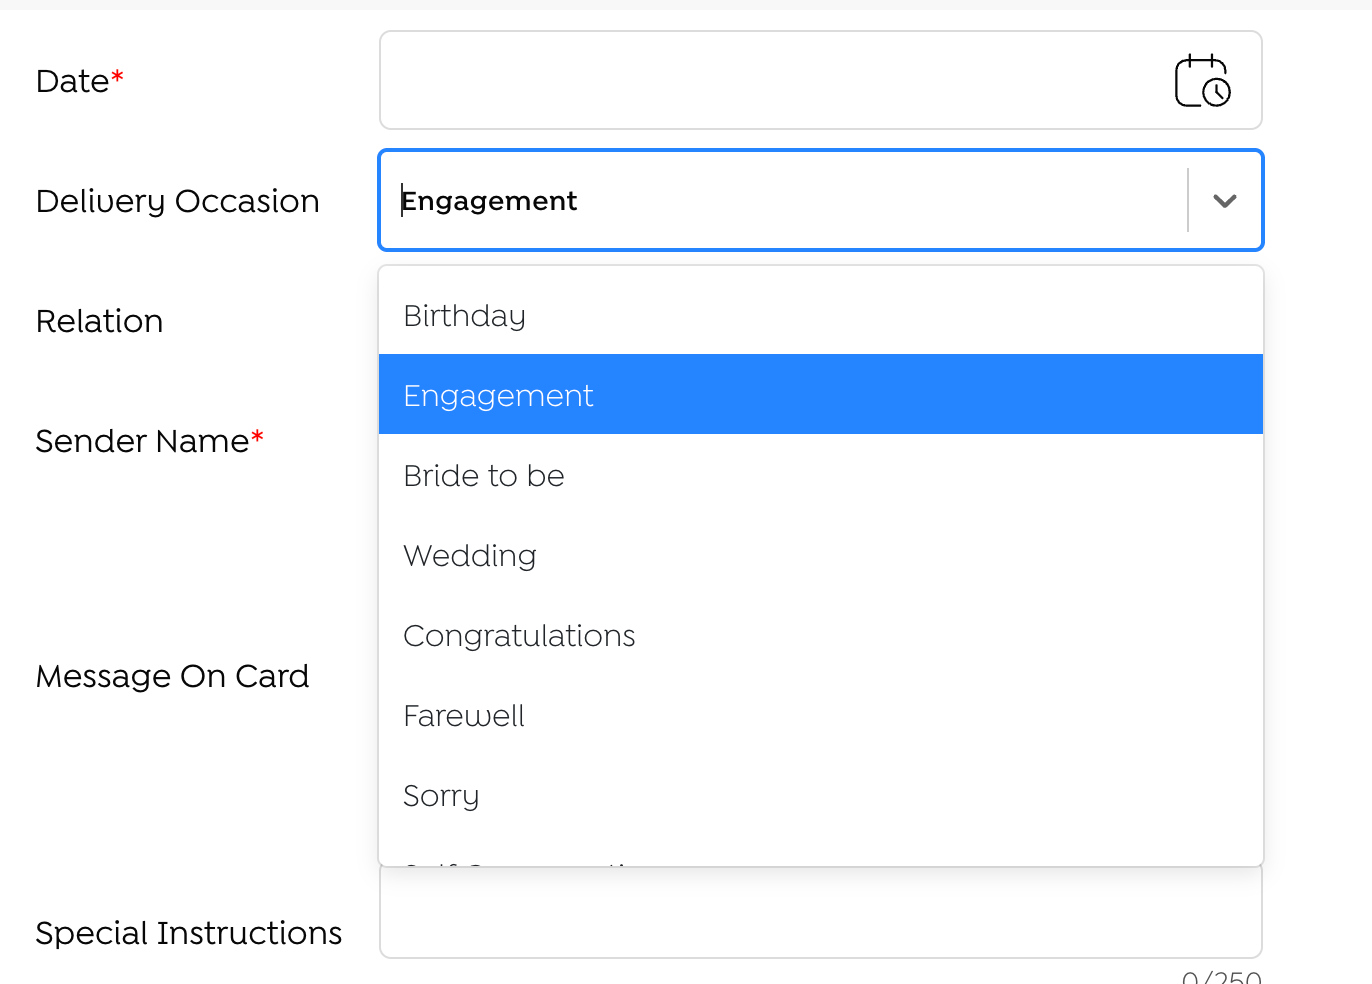 Date*
Delivery Occasion
Engagement
Birthday
Relation
Engagement
Sender Name*
Bride to be
Wedding
Congratulations
Message On Card
Farewell
Sorry
Special Instructions
0/250